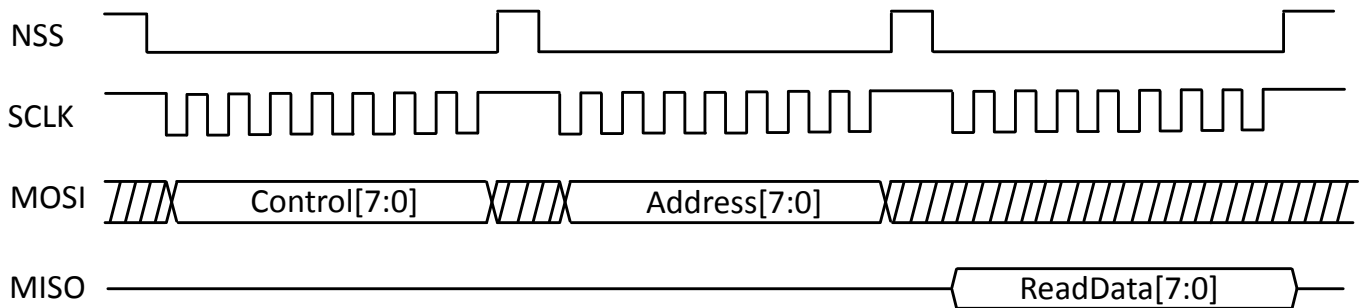 NSS
SCLK
MOSI Control[7:0] Address[7:0]
MISO ReadData[7:0]